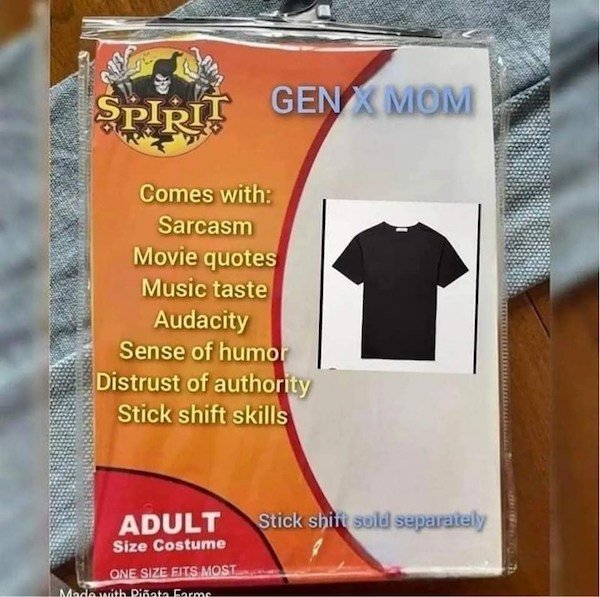 SPIRIT
GEN X MOM
Comes with:
Sarcasm
Movie quotes
Music taste
Audacity
Sense of humor
Distrust of authority
Stick shift skills
ADULT
Size Costume
Stick shift sold separately
ONE SIZE FITS MOST
Made with Piñata Farms